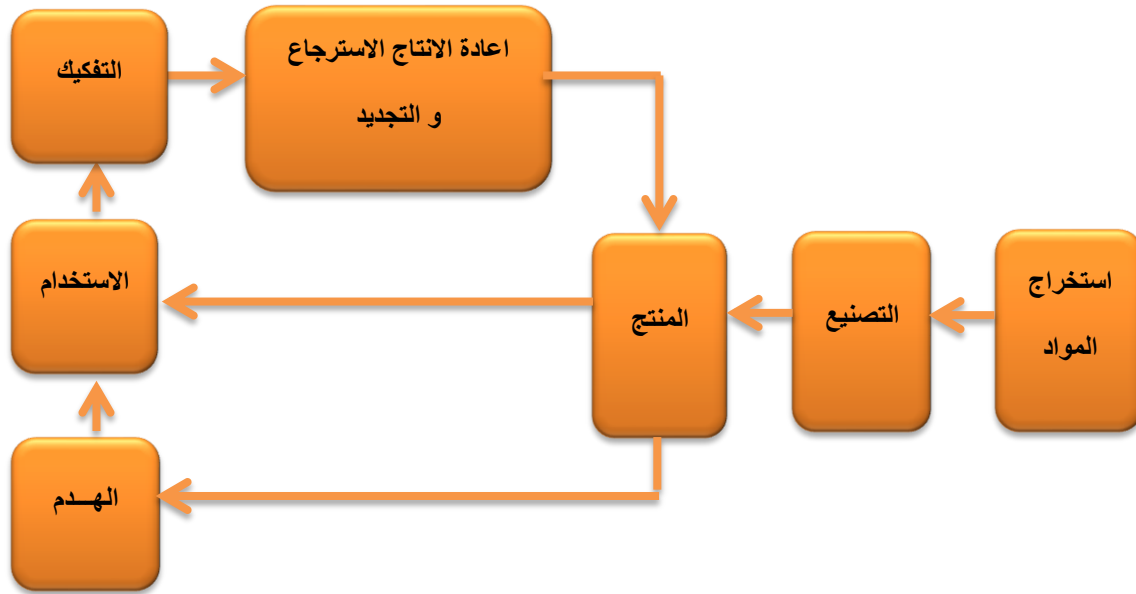 اعادة الانتاج الاسترجاع
و التجديد
التفكيك
استخراج
المواد
التصنيع
المنتج
الاستخدام
الهــدم